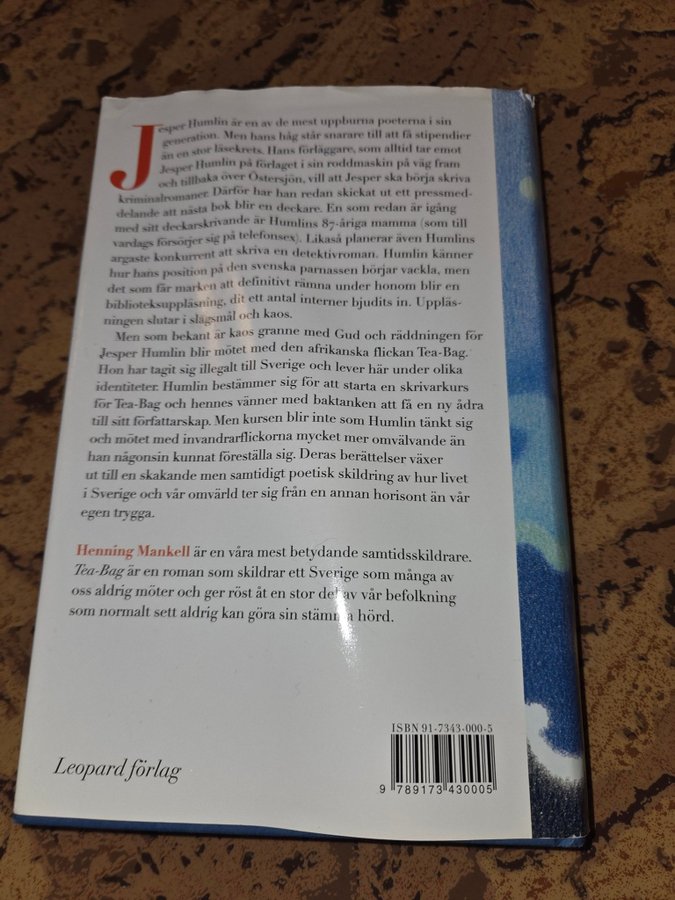 Jesper Humlin är en av de mest uppburna poeterna i sin
generation. Men hans håg står snarare till att få stipendier
än en stor läsekrets. Hans förläggare, som alltid tar emot
Jesper Humlin på förlaget i sin roddmaskin på väg fram
och tillbaka över Östersjön, vill att Jesper ska börja skriva
kriminalromaner. Därför har han redan skickat ut ett pressmed-
delande att nästa bok blir en deckare. En som redan är igång
med sitt deckarskrivande är Humlins 87-åriga mamma (som till
vardags försörjer sig på telefonsex). Likaså planerar även Humlins
argaste konkurrent att skriva en detektivroman. Humlin känner
hur hans position på den svenska parnassen börjar vackla, men
det som får marken att definitivt rämna under honom blir en
biblioteksuppläsning, dit ett antal interner bjudits in. Uppläs-
ningen slutar i slagsmål och kaos.
Men som bekant är kaos granne med Gud och räddningen för
Jesper Humlin blir mötet med den afrikanska flickan Tea-Bag.
Hon har tagit sig illegalt till Sverige och lever här under olika
identiteter. Humlin bestämmer sig för att starta en skrivarkurs
för Tea-Bag och hennes vänner med baktanken att få en ny ådra
till sitt författarskap. Men kursen blir inte som Humlin tänkt sig
och mötet med invandrarflickorna mycket mer omvälvande än
han någonsin kunnat föreställa sig. Deras berättelser växer
ut till en skakande men samtidigt poetisk skildring av hur livet
i Sverige och vår omvärld ter sig från en annan horisont än vår
egen trygga.
Henning Mankell är en våra mest betydande samtidsskildrare.
Tea-Bag är en roman som skildrar ett Sverige som många av
oss aldrig möter och ger röst åt en stor del av vår befolkning
som normalt sett aldrig kan göra sin stämma hörd.
ISBN 91-7343-000-5
9 789173 430005
Leopard förlag